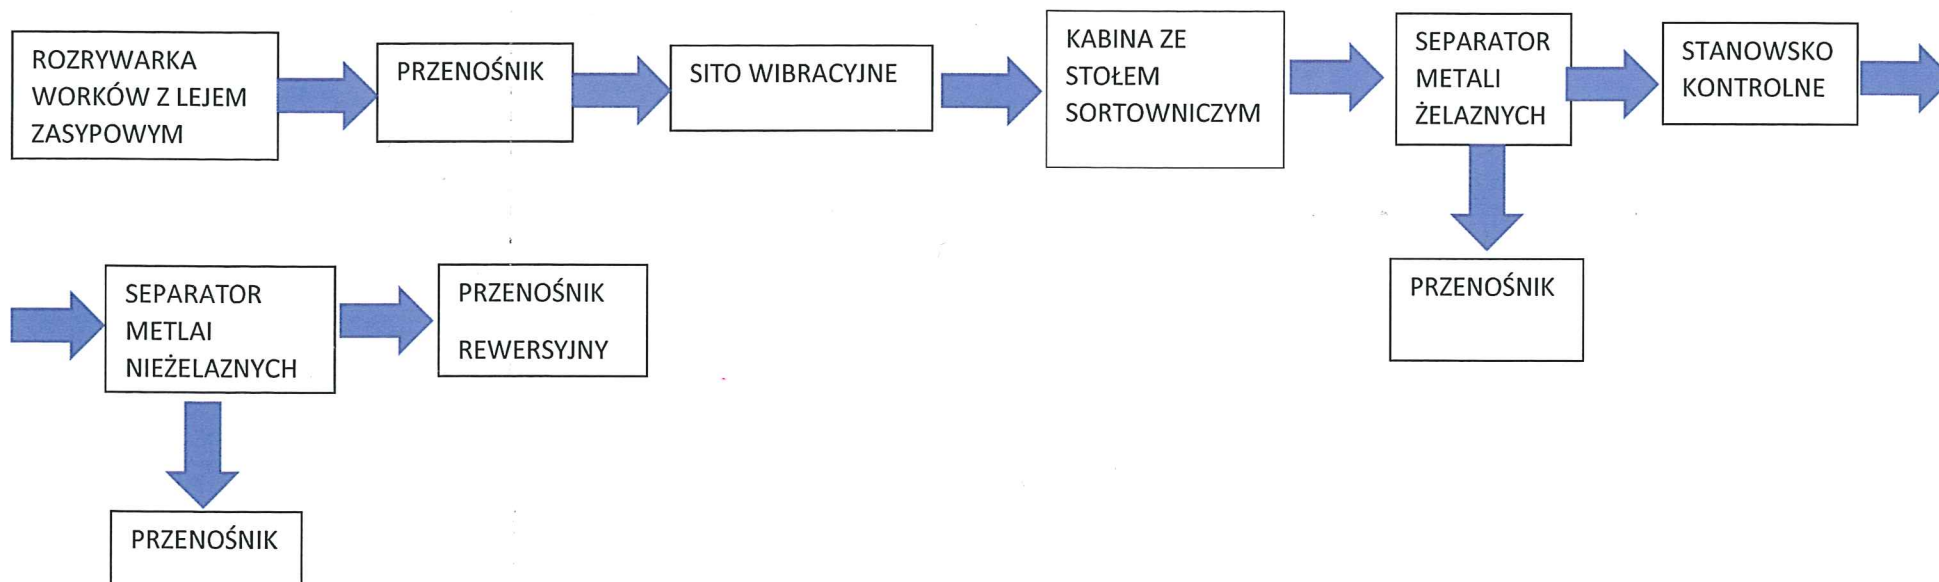 ROZRYWARKA
WORKÓW Z LEJEM
ZASYPOWYM
PRZENOŚNIK
SITO WIBRACYJNE
KABINA ZE
STOŁEM
SORTOWNICZYM
SEPARATOR
METALI
ŻELAZNYCH
STANOWSKO
KONTROLNE
PRZENOŚNIK
SEPARATOR
METLAI
NIEŻELAZNYCH
PRZENOŚNIK
REWERSYJNY
PRZENOŚNIK